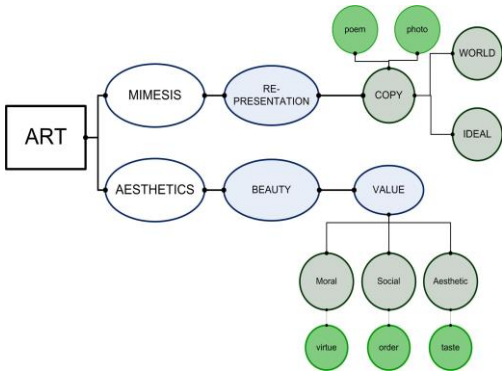 poem
photo
WORLD
MIMESIS
RE-
PRESENTATION
COPY
ART
IDEAL
AESTHETICS
BEAUTY
VALUE
Moral
Social
Aesthetic
virtue
order
taste